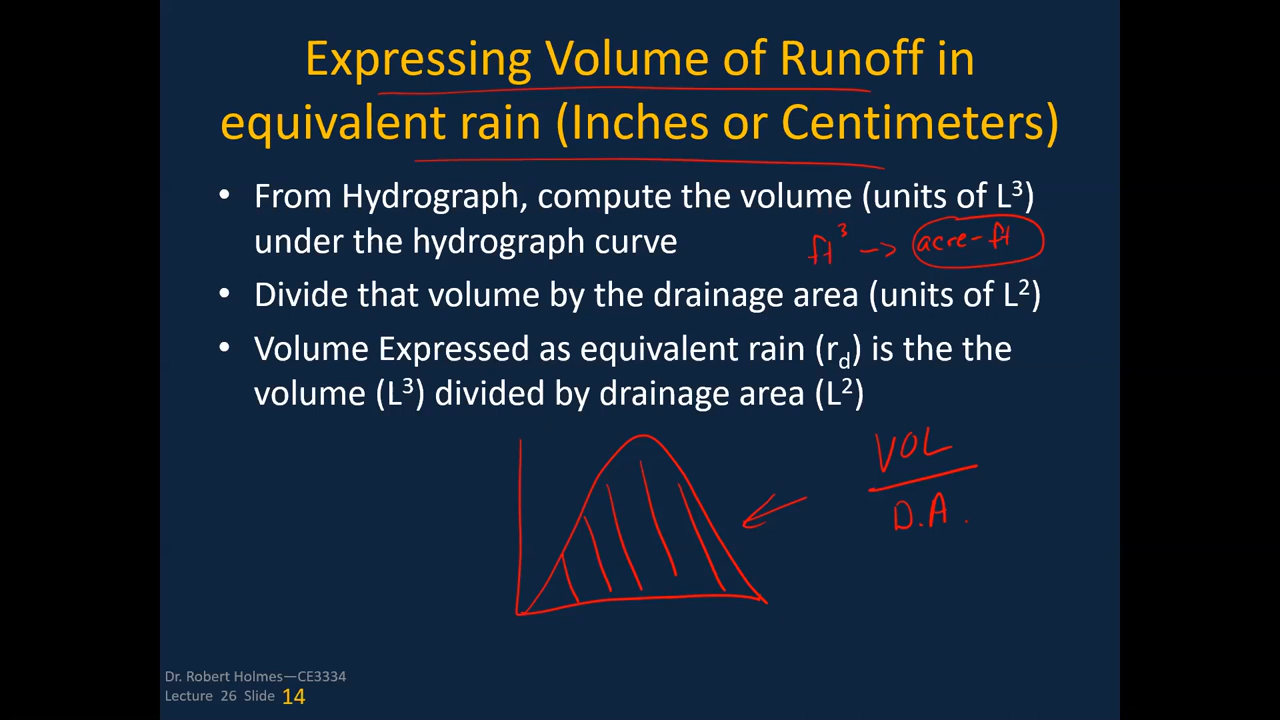 Expressing Volume of Runoff in
equivalent rain (Inches or Centimeters)
• From Hydrograph, compute the volume (units of L³)
under the hydrograph curve
ft³ → acre-ft
• Divide that volume by the drainage area (units of L²)
• Volume Expressed as equivalent rain (r_d) is the the
volume (L³) divided by drainage area (L²)
VOL
D.A.
Dr. Robert Holmes—CE3334
Lecture 26 Slide 14